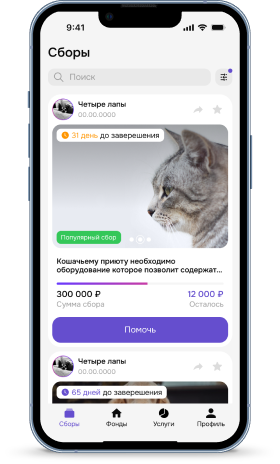 9:41
Сборы
Поиск
Четыре лапы
00.00.0000
31 день до заверешения
Популярный сбор
Кошачьему приюту необходимо
оборудование которое позволит содержат...
300 000 ₽ 12 000 ₽
Сумма сбора Осталось
Помочь
Четыре лапы
00.00.0000
65 дней до заверешения
Сборы Фонды Услуги Профиль